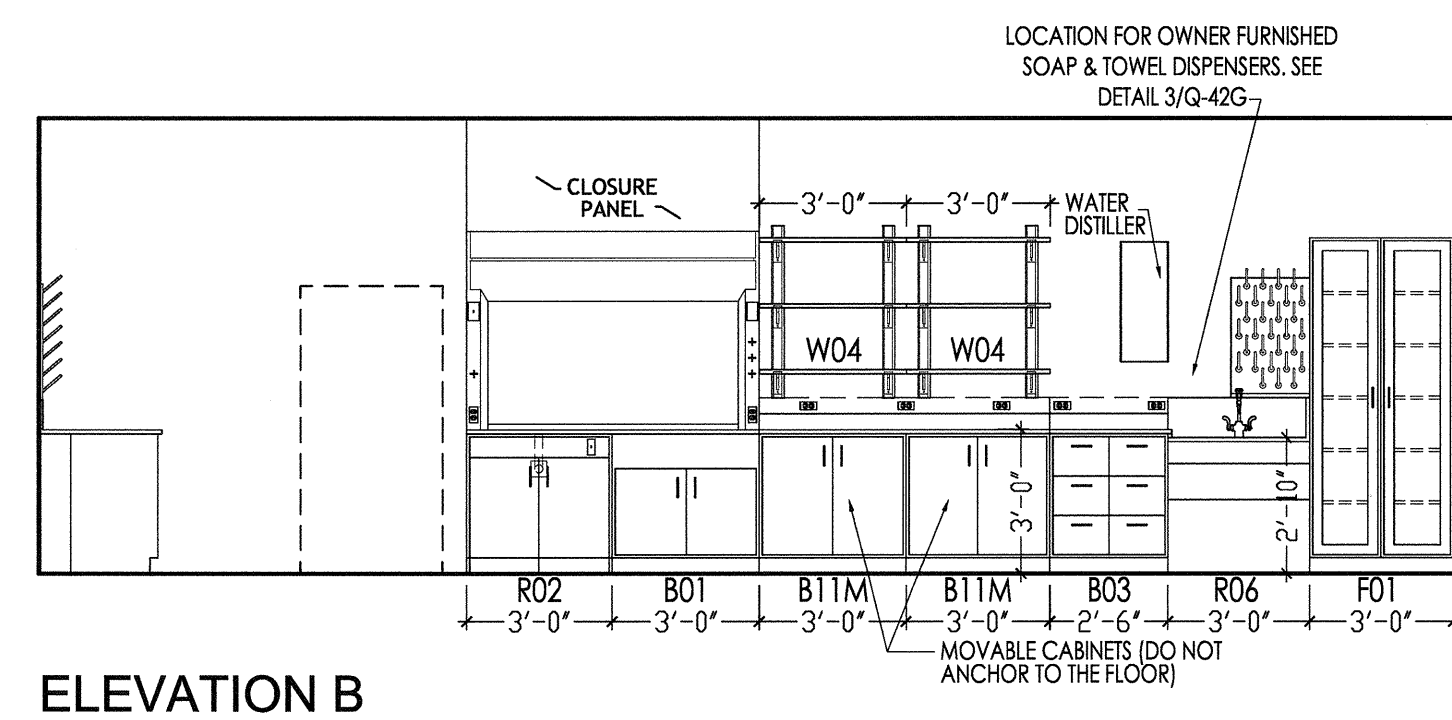 LOCATION FOR OWNER FURNISHED
SOAP & TOWEL DISPENSERS. SEE
DETAIL 3/Q-42G
CLOSURE
PANEL
3'-0" 3'-0"
WATER
DISTILLER
W04 W04
3'-0"
2'-10"
R02 B01 B11M B11M B03 R06 F01
3'-0" 3'-0" 3'-0" 3'-0" 2'-6" 3'-0" 3'-0"
MOVABLE CABINETS (DO NOT
ANCHOR TO THE FLOOR)
ELEVATION B